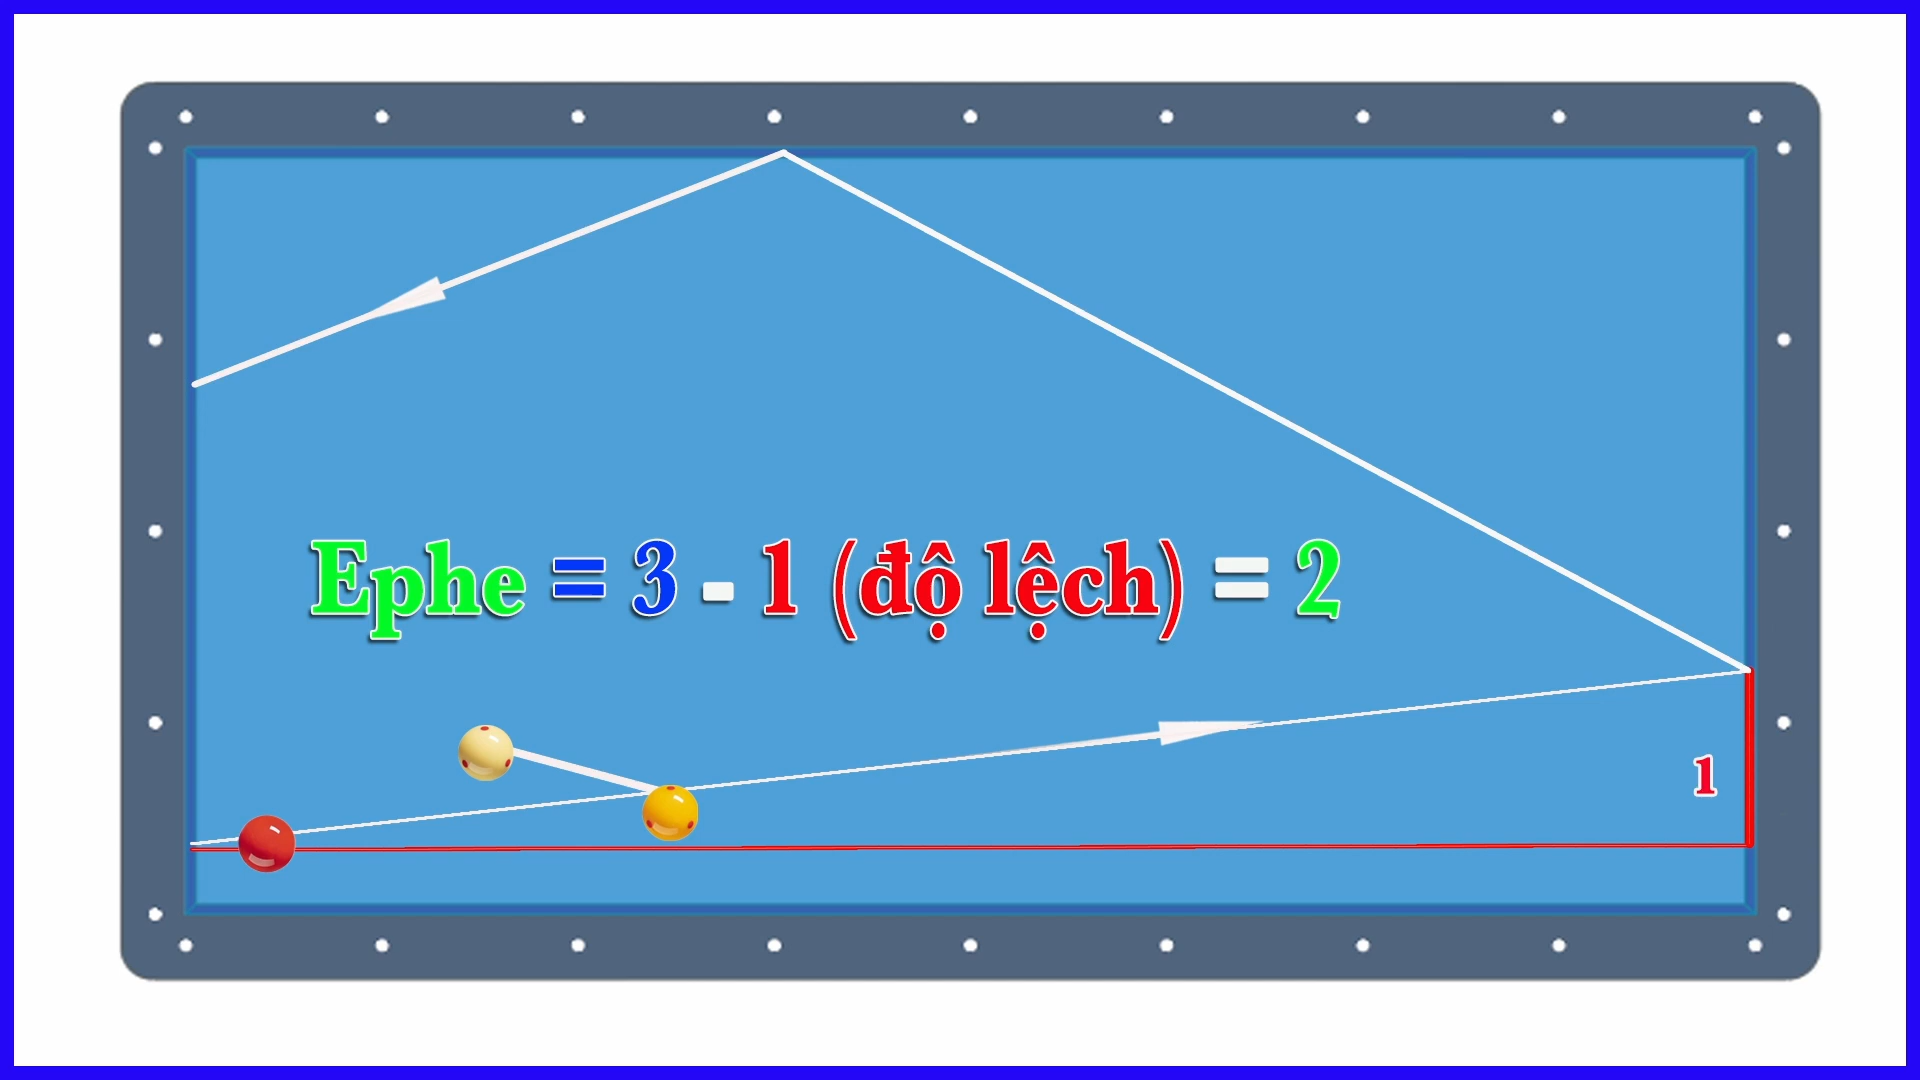 Ephe = 3 - 1 (độ lệch) = 2
1